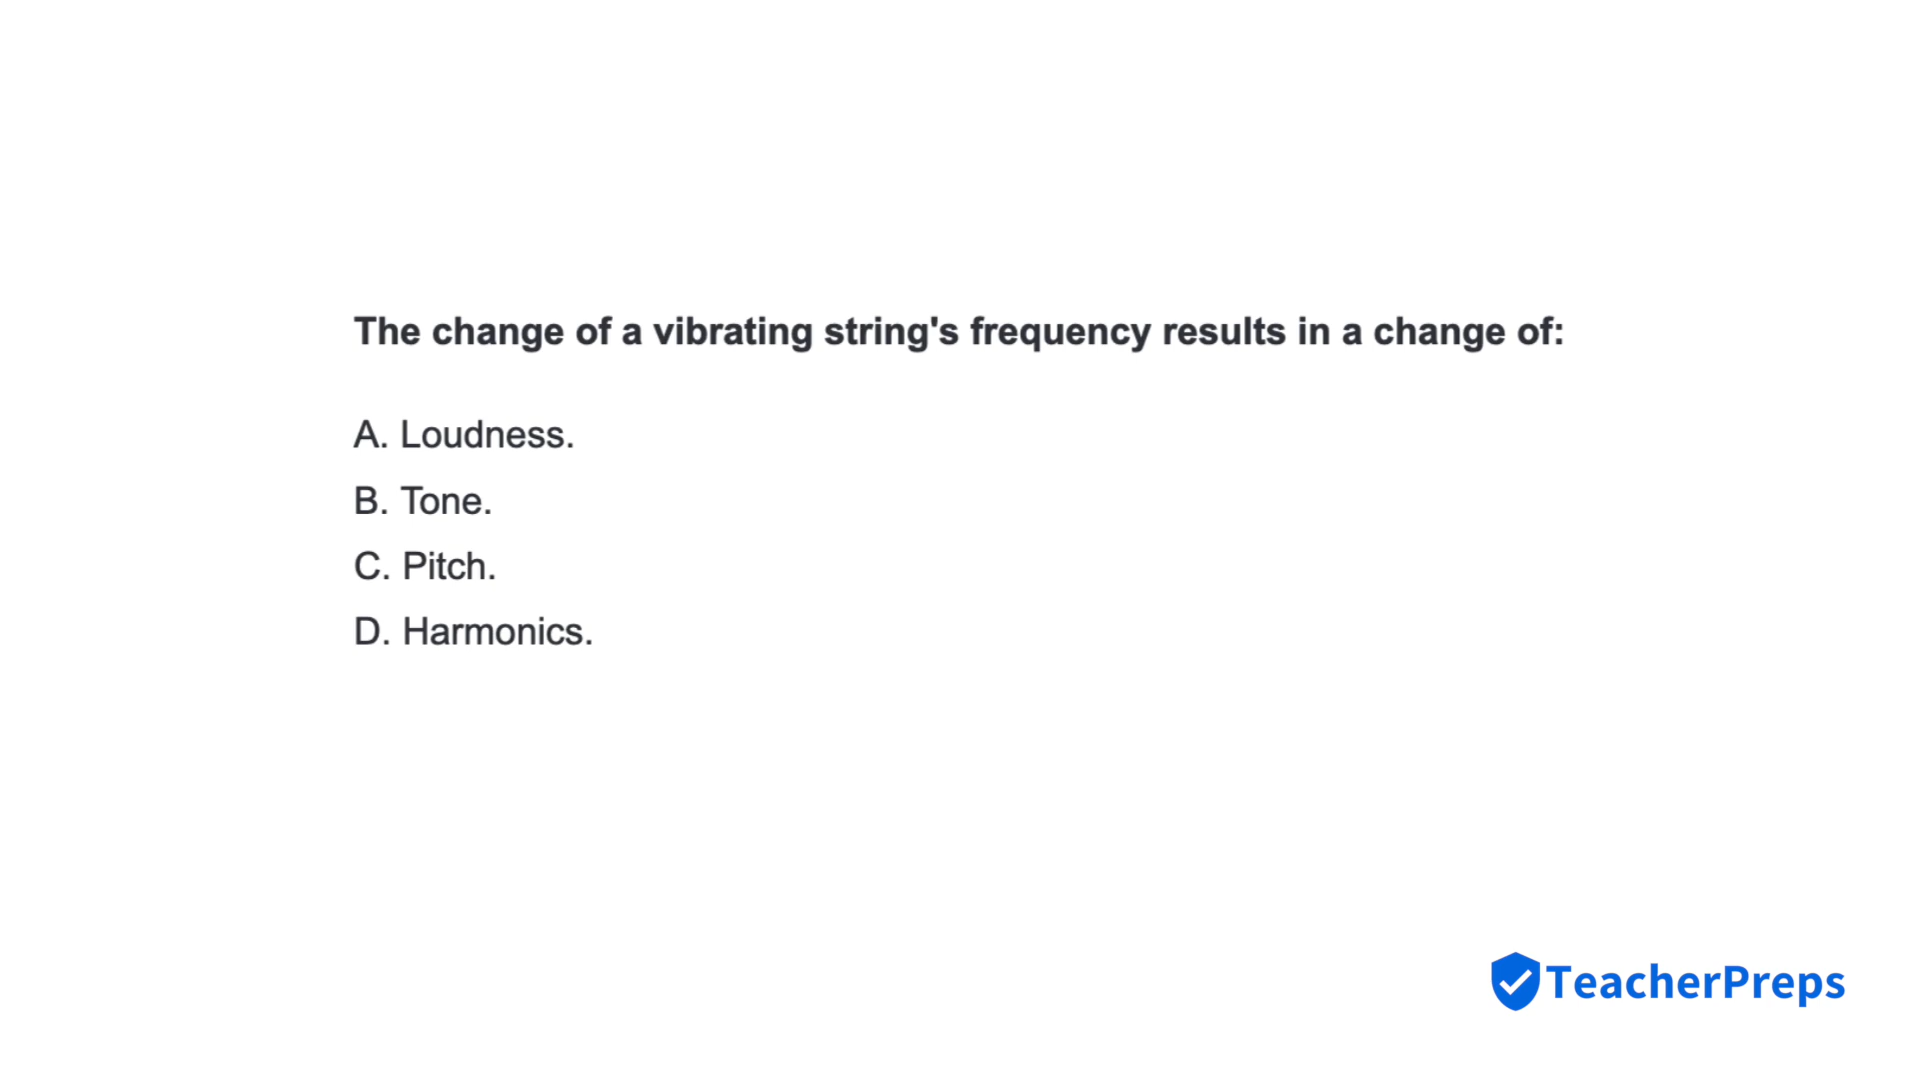 The change of a vibrating string's frequency results in a change of:
A. Loudness.
B. Tone.
C. Pitch.
D. Harmonics.
TeacherPreps